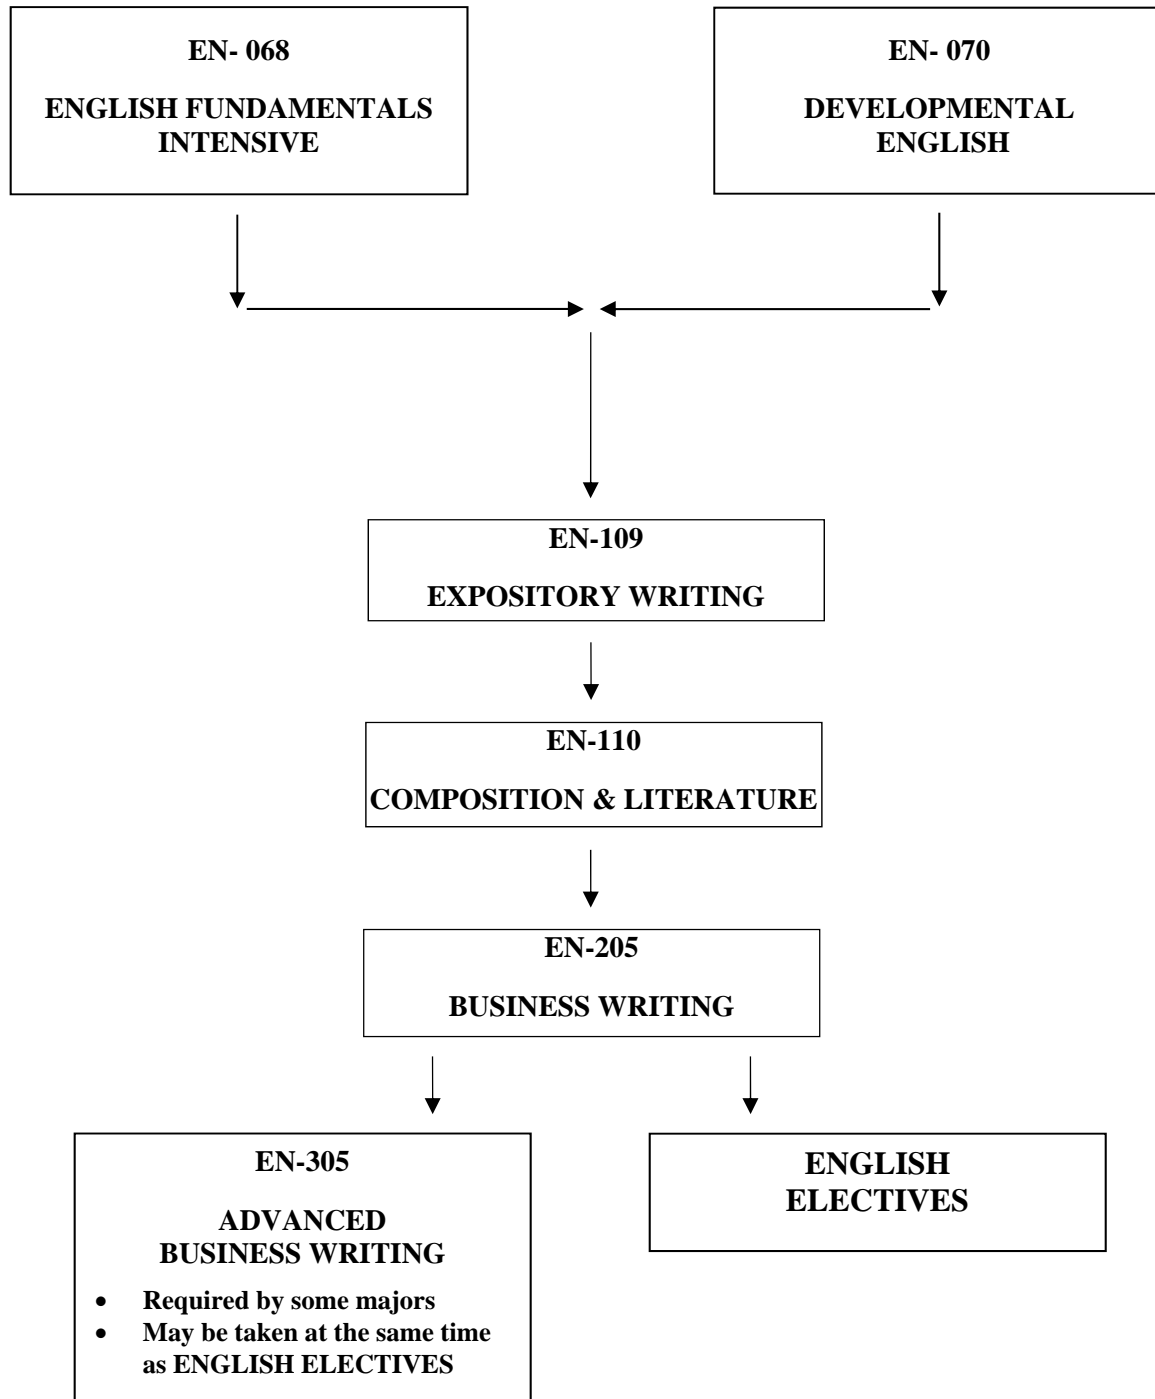 EN- 068
ENGLISH FUNDAMENTALS
INTENSIVE
EN- 070
DEVELOPMENTAL
ENGLISH
EN-109
EXPOSITORY WRITING
EN-110
COMPOSITION & LITERATURE
EN-205
BUSINESS WRITING
EN-305
ADVANCED
BUSINESS WRITING
• Required by some majors
• May be taken at the same time
as ENGLISH ELECTIVES
ENGLISH
ELECTIVES